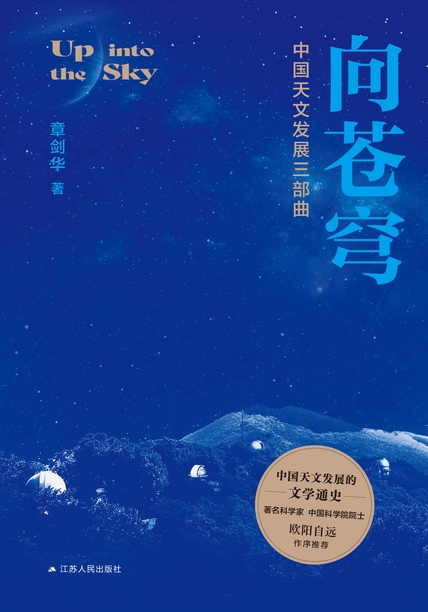 Up into
the Sky
向苍穹
中国天文发展三部曲
章剑华 著
中国天文发展的
文学通史
著名科学家 中国科学院院士
欧阳自远
作序推荐
江苏人民出版社